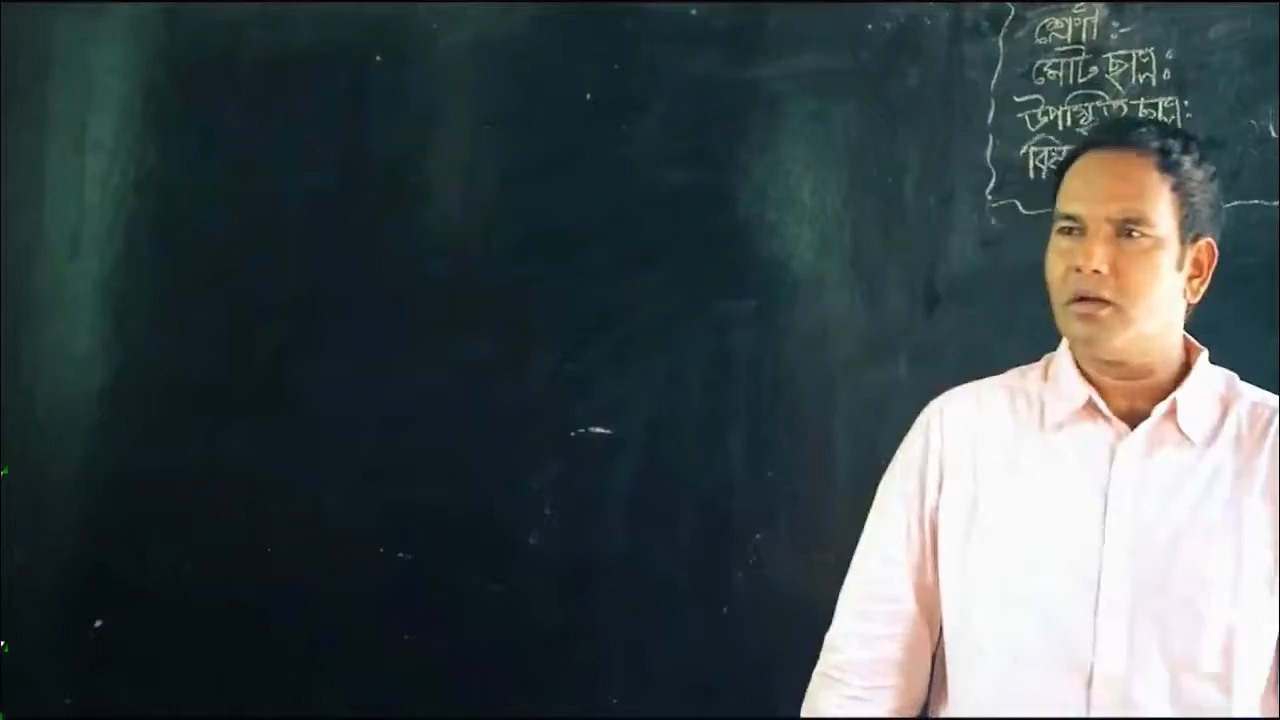 শ্রেণী :-
মোট ছাত্র :
উপস্থিত ছাত্র :